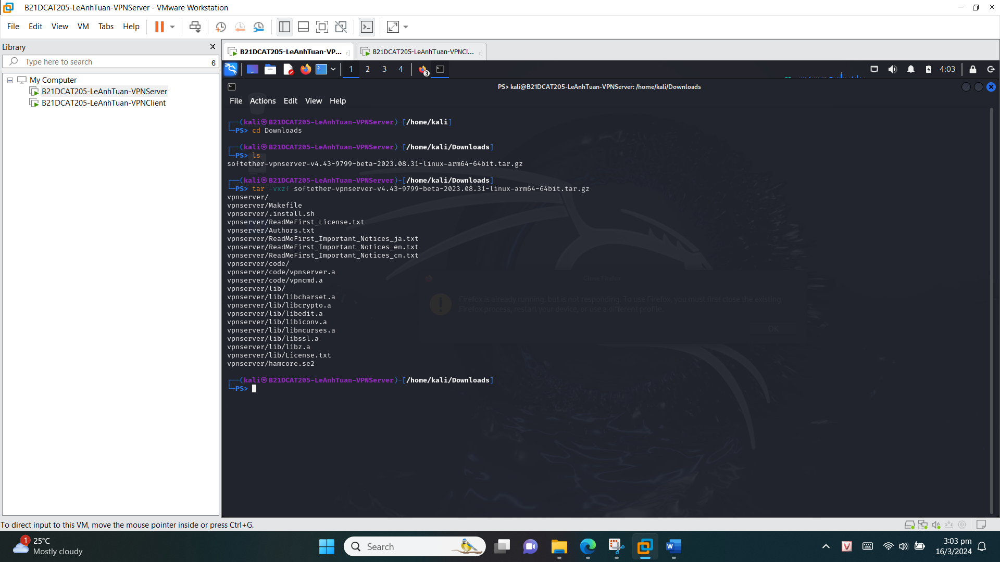 B21DCAT205-LeAnhTuan-VPNServer - VMware Workstation
File Edit View VM Tabs Help
Library
Type here to search
6
My Computer
B21DCAT205-LeAnhTuan-VPNServer
B21DCAT205-LeAnhTuan-VPNClient
B21DCAT205-LeAnhTuan-VP...
B21DCAT205-LeAnhTuan-VPNCl...
1 2 3 4
3
4:03
PS> kali@B21DCAT205-LeAnhTuan-VPNServer: /home/kali/Downloads
File Actions Edit View Help
┌──(kali㉿B21DCAT205-LeAnhTuan-VPNServer)-[/home/kali]
└─PS> cd Downloads
┌──(kali㉿B21DCAT205-LeAnhTuan-VPNServer)-[/home/kali/Downloads]
└─PS> ls
softether-vpnserver-v4.43-9799-beta-2023.08.31-linux-arm64-64bit.tar.gz
┌──(kali㉿B21DCAT205-LeAnhTuan-VPNServer)-[/home/kali/Downloads]
└─PS> tar -vxzf softether-vpnserver-v4.43-9799-beta-2023.08.31-linux-arm64-64bit.tar.gz
vpnserver/
vpnserver/Makefile
vpnserver/.install.sh
vpnserver/ReadMeFirst_License.txt
vpnserver/Authors.txt
vpnserver/ReadMeFirst_Important_Notices_ja.txt
vpnserver/ReadMeFirst_Important_Notices_en.txt
vpnserver/ReadMeFirst_Important_Notices_cn.txt
vpnserver/code/
vpnserver/code/vpnserver.a
vpnserver/code/vpncmd.a
vpnserver/lib/
vpnserver/lib/libcharset.a
vpnserver/lib/libcrypto.a
vpnserver/lib/libedit.a
vpnserver/lib/libiconv.a
vpnserver/lib/libncurses.a
vpnserver/lib/libssl.a
vpnserver/lib/libz.a
vpnserver/lib/License.txt
vpnserver/hamcore.se2
┌──(kali㉿B21DCAT205-LeAnhTuan-VPNServer)-[/home/kali/Downloads]
└─PS>
Close Firefox
Firefox is already running, but is not responding. To use Firefox, you must first close the existing
Firefox process, restart your device, or use a different profile.
OK
To direct input to this VM, move the mouse pointer inside or press Ctrl+G.
1
25°C
Mostly cloudy
Search
W
V
3:03 pm
16/3/2024